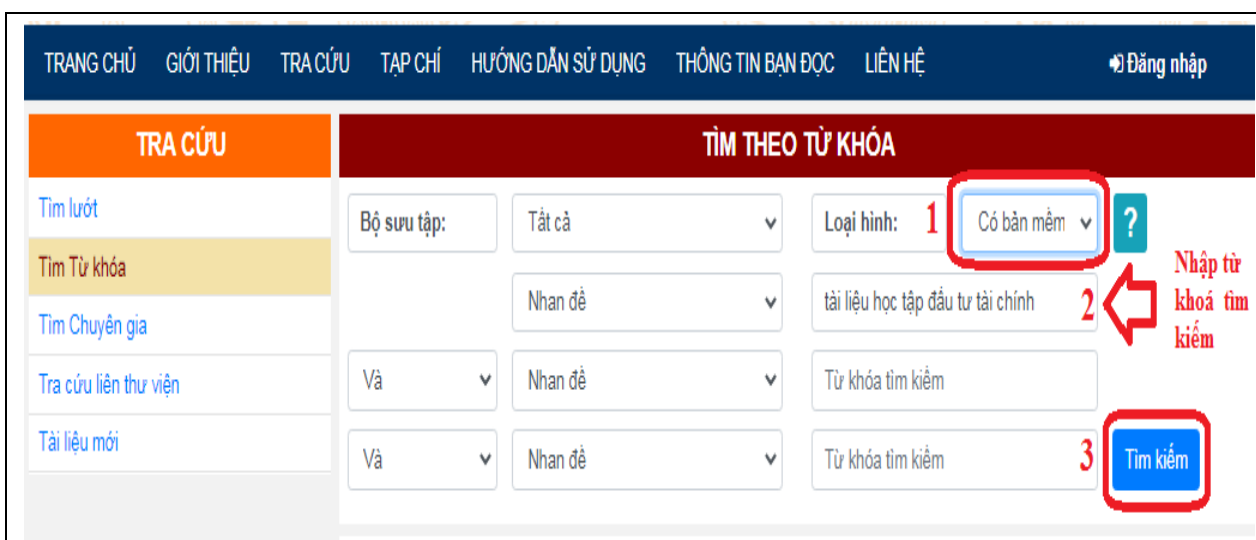 TRANG CHỦ GIỚI THIỆU TRA CỨU TẠP CHÍ HƯỚNG DẪN SỬ DỤNG THÔNG TIN BẠN ĐỌC LIÊN HỆ Đăng nhập
TRA CỨU
Tìm lướt
Tìm Từ khóa
Tìm Chuyên gia
Tra cứu liên thư viện
Tài liệu mới
TÌM THEO TỪ KHÓA
Bộ sưu tập: Tất cả Loại hình: 1 Có bản mềm ?
Nhan đề tài liệu học tập đầu tư tài chính 2
Nhập từ
khoá tìm
kiếm
Và Nhan đề Từ khóa tìm kiếm
Và Nhan đề Từ khóa tìm kiếm 3 Tìm kiếm